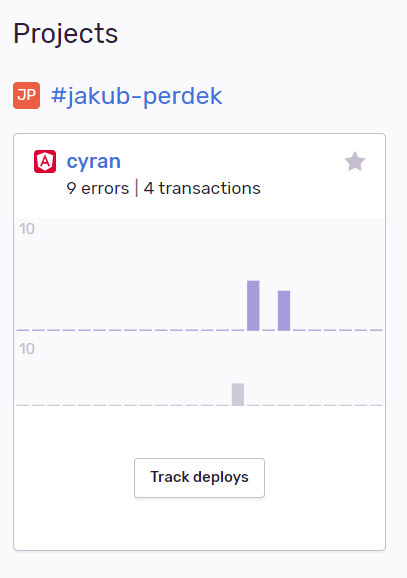 Projects
JP #jakub-perdek
cyran
9 errors | 4 transactions
10
10
Track deploys